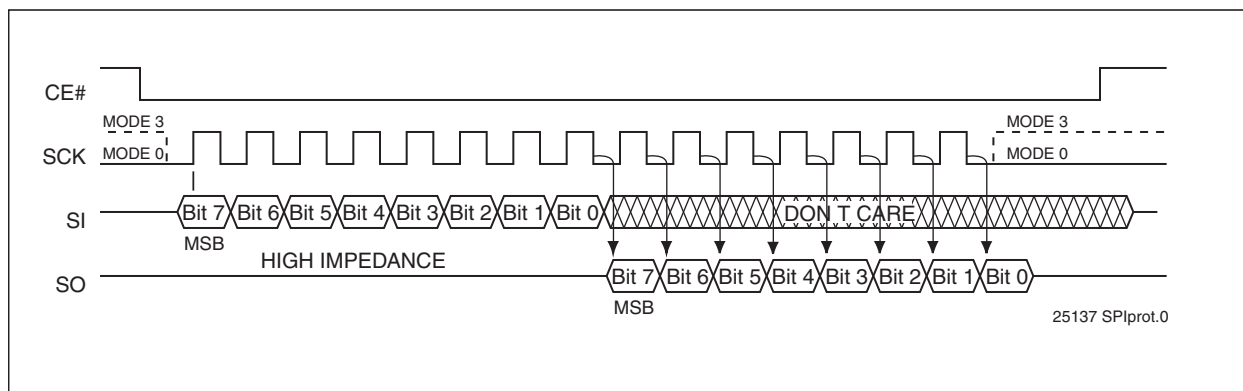 CE#
MODE 3
MODE 3
SCK
MODE 0
MODE 0
SI
Bit 7 Bit 6 Bit 5 Bit 4 Bit 3 Bit 2 Bit 1 Bit 0
DON T CARE
MSB
HIGH IMPEDANCE
SO
Bit 7 Bit 6 Bit 5 Bit 4 Bit 3 Bit 2 Bit 1 Bit 0
MSB
25137 SPIprot.0